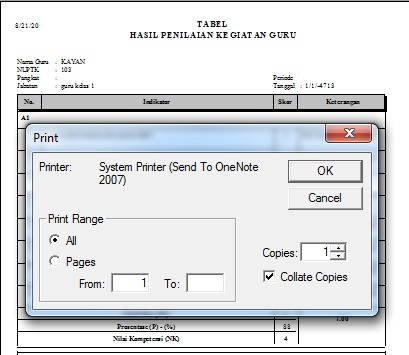 8/21/20
TABEL
HASIL PENILAIAN KEGIATAN GURU
Nama Guru : KAYAN
NUPTK : 103
Pangkat :
Jabatan : guru kelas 1
Periode
Tanggal : 1/1/-4713
No. Indikator Skor Keterangan
A1
Print
Printer: System Printer (Send To OneNote
2007)
OK
Cancel
Print Range
All
Pages
From: 1 To:
Copies: 1
Collate Copies
1.00
Prosentase (P) - (%) 88
Nilai Kompetensi (NK) 4